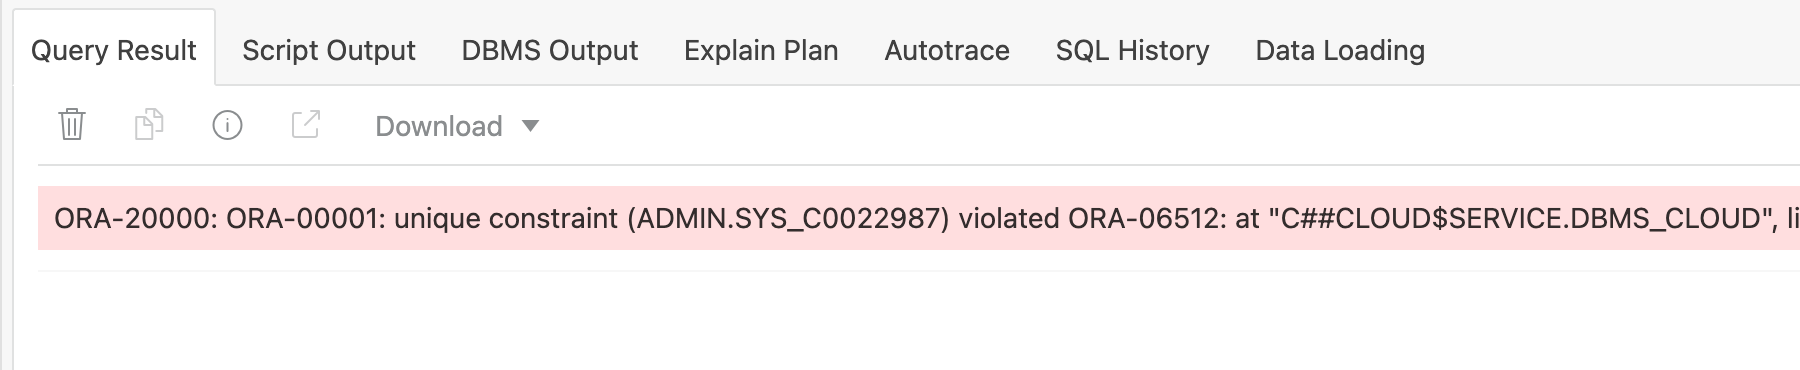 Query Result Script Output DBMS Output Explain Plan Autotrace SQL History Data Loading
Download
ORA-20000: ORA-00001: unique constraint (ADMIN.SYS_C0022987) violated ORA-06512: at "C##CLOUD$SERVICE.DBMS_CLOUD", li